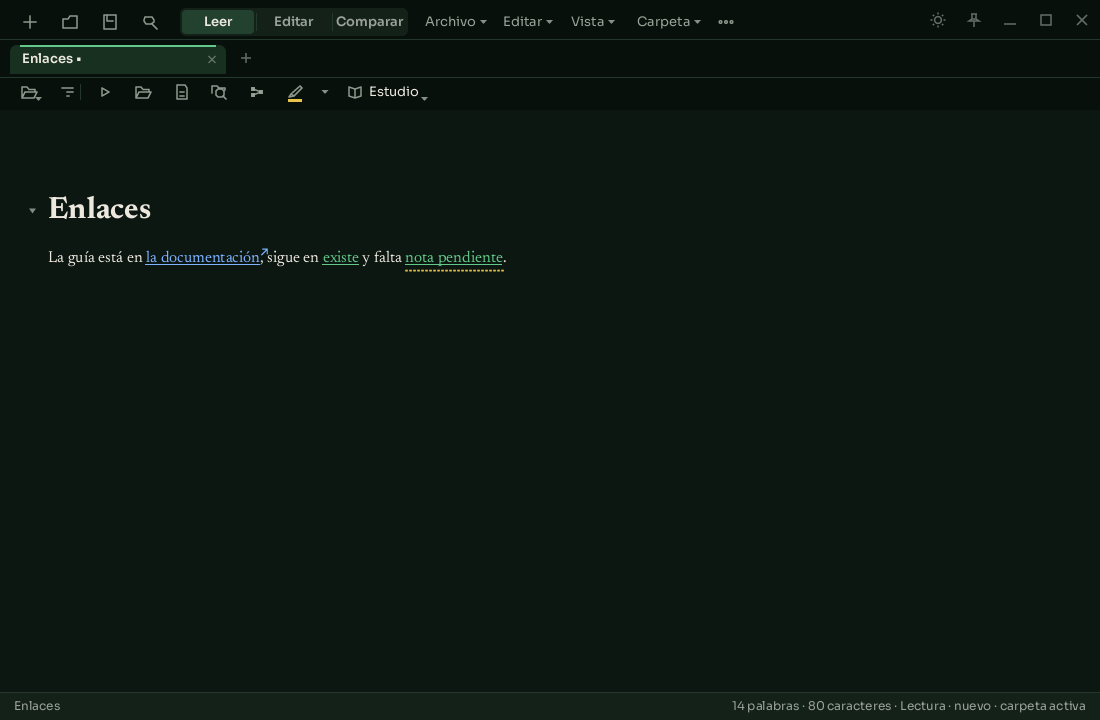 Leer Editar Comparar Archivo Editar Vista Carpeta
Enlaces •
Estudio
Enlaces
La guía está en la documentación, sigue en existe y falta nota pendiente.
Enlaces 14 palabras · 80 caracteres · Lectura · nuevo · carpeta activa